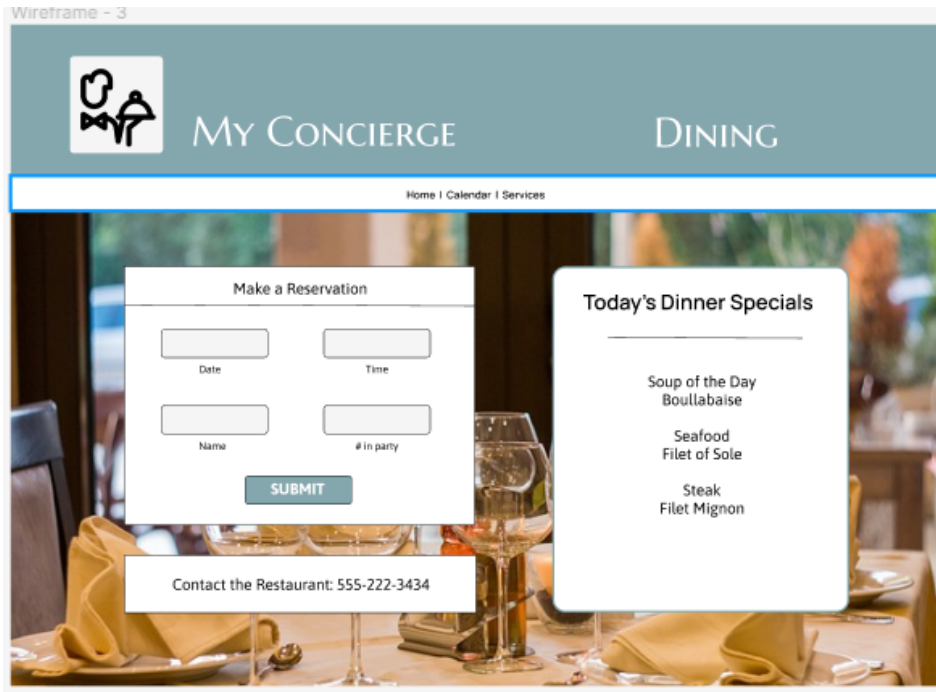 Wireframe - 3
My Concierge
Dining
Home | Calendar | Services
Make a Reservation
Date
Time
Name
# in party
SUBMIT
Contact the Restaurant: 555-222-3434
Today's Dinner Specials
Soup of the Day
Boullabaise
Seafood
Filet of Sole
Steak
Filet Mignon